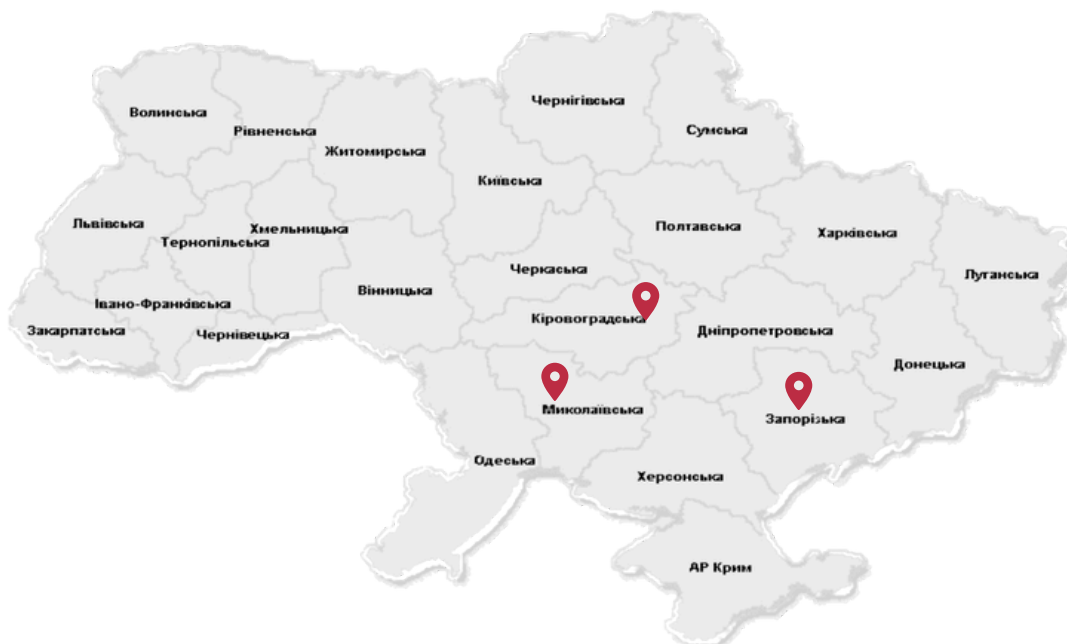 Чернігівська
Волинська
Рівненська
Сумська
Житомирська
Київська
Львівська
Хмельницька
Тернопільська
Полтавська
Харківська
Черкаська
Луганська
Вінницька
Івано-Франківська
Кіровоградська
Закарпатська
Чернівецька
Дніпропетровська
Донецька
Миколаївська
Запорізька
Одеська
Херсонська
АР Крим